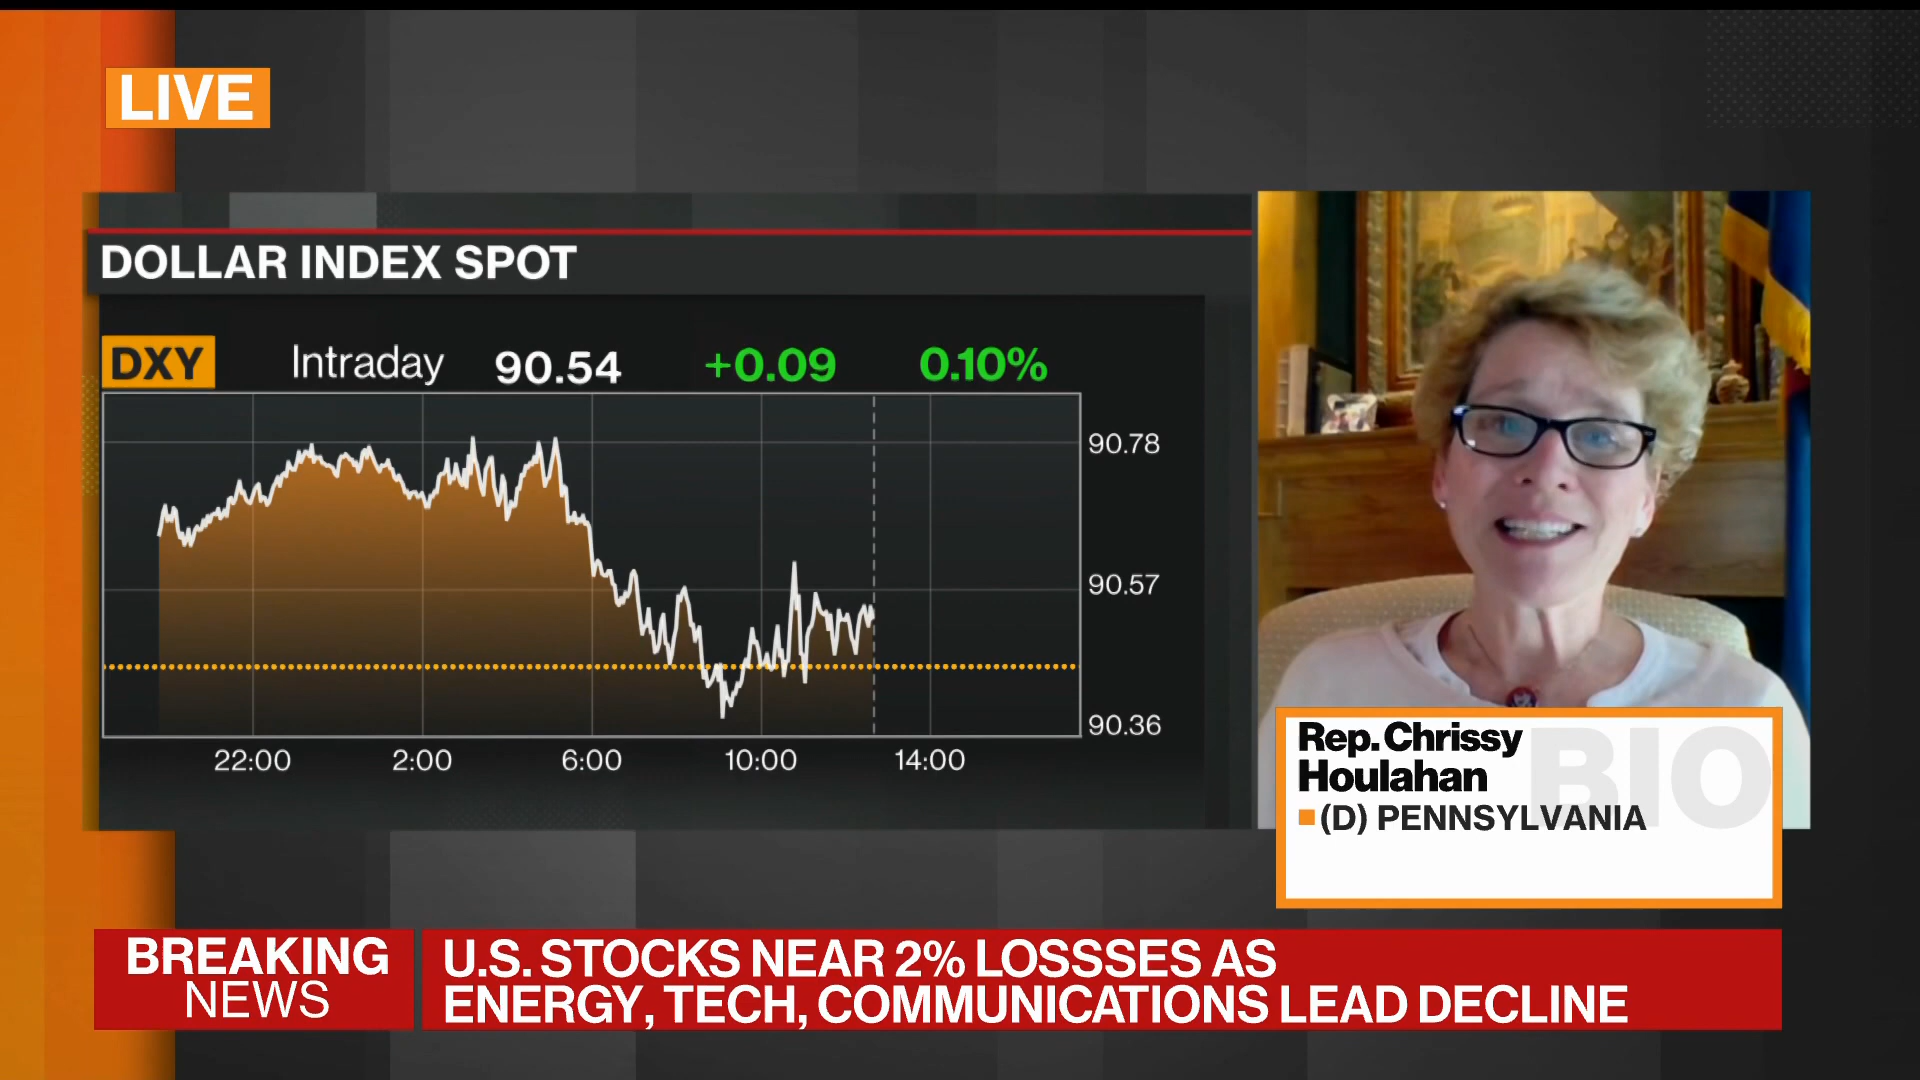 LIVE
DOLLAR INDEX SPOT
DXY Intraday 90.54 +0.09 0.10%
90.78
90.57
90.36
22:00 2:00 6:00 10:00 14:00
Rep. Chrissy
Houlahan
(D) PENNSYLVANIA
BIO
BREAKING
NEWS
U.S. STOCKS NEAR 2% LOSSSES AS
ENERGY, TECH, COMMUNICATIONS LEAD DECLINE